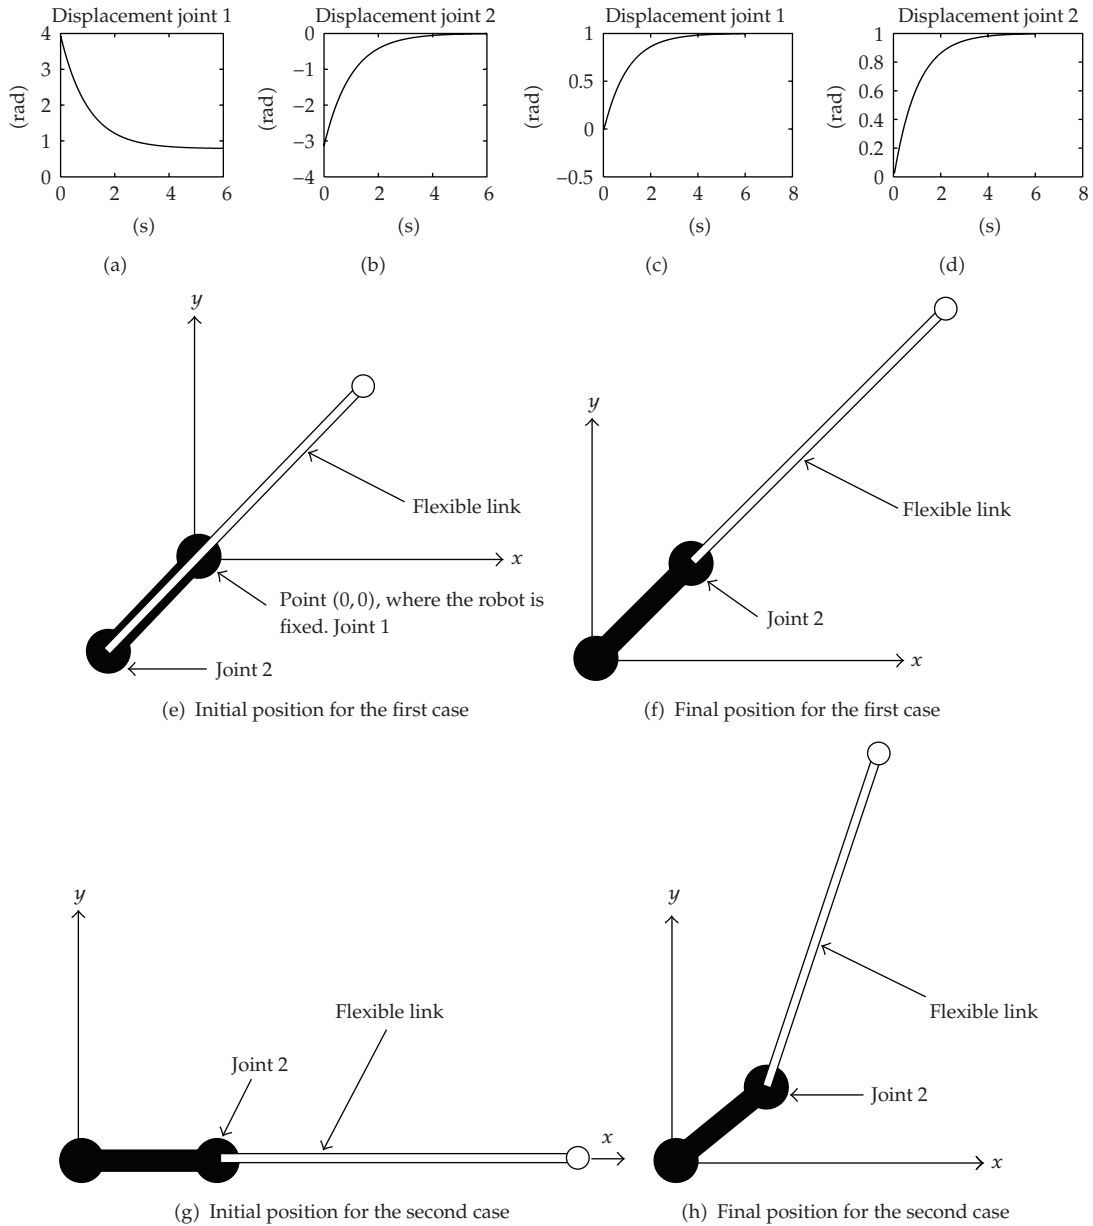 Displacement joint 1
4
3
2
1
0
(rad)
0 2 4 6
(s)
(a)
Displacement joint 2
0
−1
−2
−3
−4
(rad)
0 2 4 6
(s)
(b)
Displacement joint 1
1
0.5
0
−0.5
(rad)
0 2 4 6 8
(s)
(c)
Displacement joint 2
1
0.8
0.6
0.4
0.2
0
(rad)
0 2 4 6 8
(s)
(d)
y
Flexible link
x
Point (0, 0), where the robot is
fixed. Joint 1
Joint 2
(e) Initial position for the first case
y
Flexible link
Joint 2
x
(f) Final position for the first case
y
Flexible link
Joint 2
x
(g) Initial position for the second case
y
Flexible link
Joint 2
x
(h) Final position for the second case